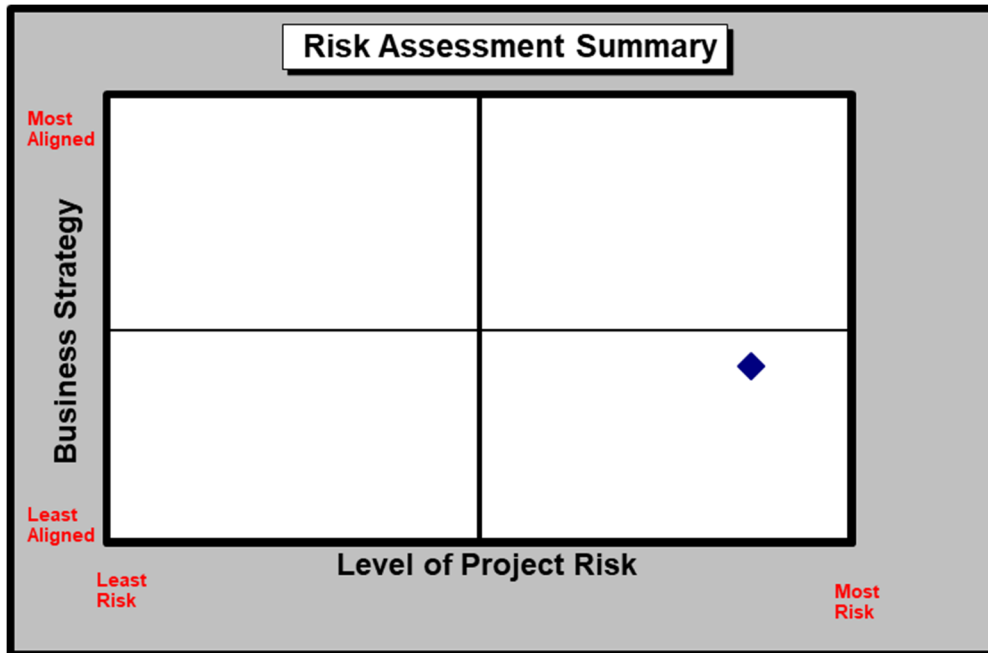 Risk Assessment Summary
Most
Aligned
Business Strategy
Least
Aligned
Level of Project Risk
Least
Risk
Most
Risk